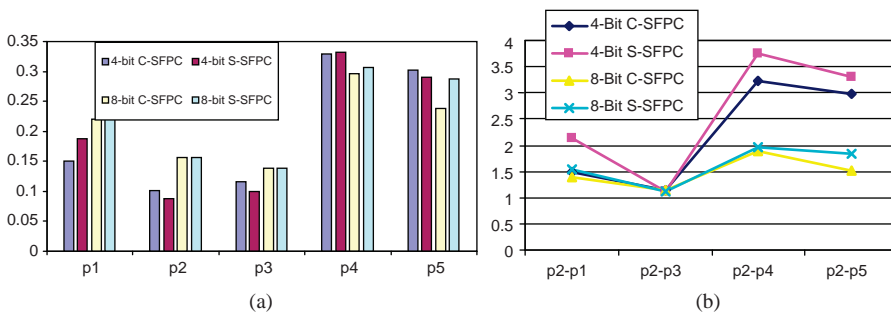 0.35
0.3
0.25
0.2
0.15
0.1
0.05
0
4-bit C-SFPC 4-bit S-SFPC
8-bit C-SFPC 8-bit S-SFPC
p1 p2 p3 p4 p5
(a)
4-Bit C-SFPC
4-Bit S-SFPC
8-Bit C-SFPC
8-Bit S-SFPC
4
3.5
3
2.5
2
1.5
1
0.5
0
p2-p1 p2-p3 p2-p4 p2-p5
(b)